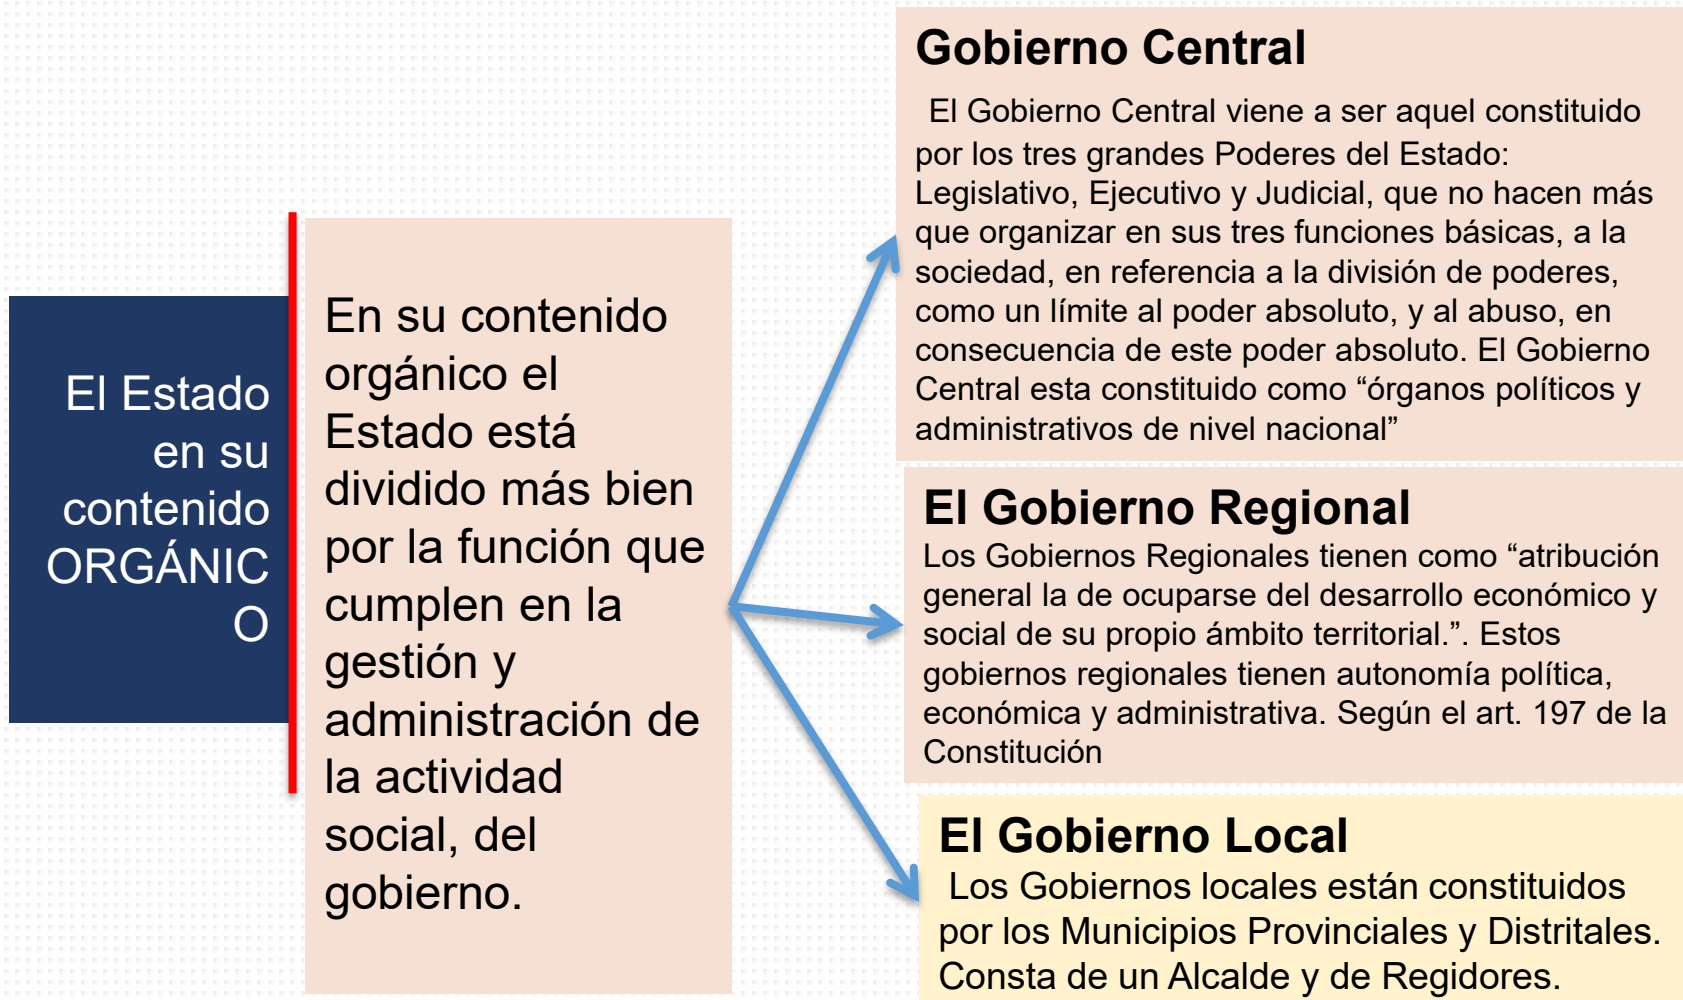 El Estado
en su
contenido
ORGÁNIC
O
En su contenido
orgánico el
Estado está
dividido más bien
por la función que
cumplen en la
gestión y
administración de
la actividad
social, del
gobierno.
Gobierno Central
El Gobierno Central viene a ser aquel constituido
por los tres grandes Poderes del Estado:
Legislativo, Ejecutivo y Judicial, que no hacen más
que organizar en sus tres funciones básicas, a la
sociedad, en referencia a la división de poderes,
como un límite al poder absoluto, y al abuso, en
consecuencia de este poder absoluto. El Gobierno
Central esta constituido como “órganos políticos y
administrativos de nivel nacional”
El Gobierno Regional
Los Gobiernos Regionales tienen como “atribución
general la de ocuparse del desarrollo económico y
social de su propio ámbito territorial.”. Estos
gobiernos regionales tienen autonomía política,
económica y administrativa. Según el art. 197 de la
Constitución
El Gobierno Local
Los Gobiernos locales están constituidos
por los Municipios Provinciales y Distritales.
Consta de un Alcalde y de Regidores.